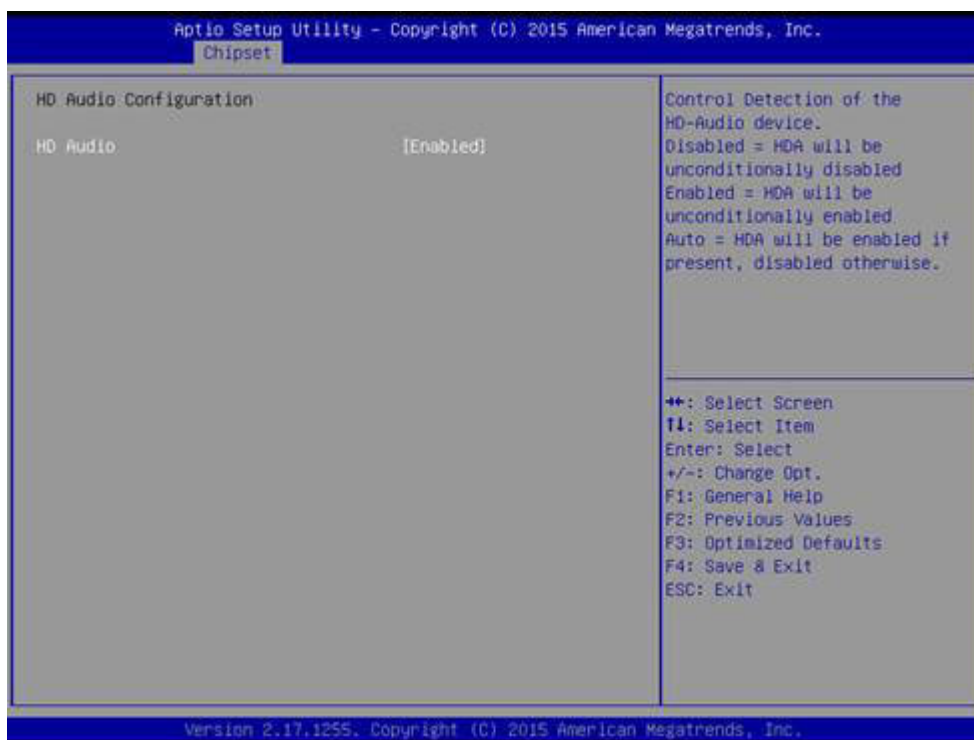 Aptio Setup Utility - Copyright (C) 2015 American Megatrends, Inc.
Chipset
HD Audio Configuration
HD Audio [Enabled]
Control Detection of the
HD-Audio device.
Disabled = HDA will be
unconditionally disabled
Enabled = HDA will be
unconditionally enabled
Auto = HDA will be enabled if
present, disabled otherwise.
→←: Select Screen
↑↓: Select Item
Enter: Select
+/-: Change Opt.
F1: General Help
F2: Previous Values
F3: Optimized Defaults
F4: Save & Exit
ESC: Exit
Version 2.17.1255. Copyright (C) 2015 American Megatrends, Inc.